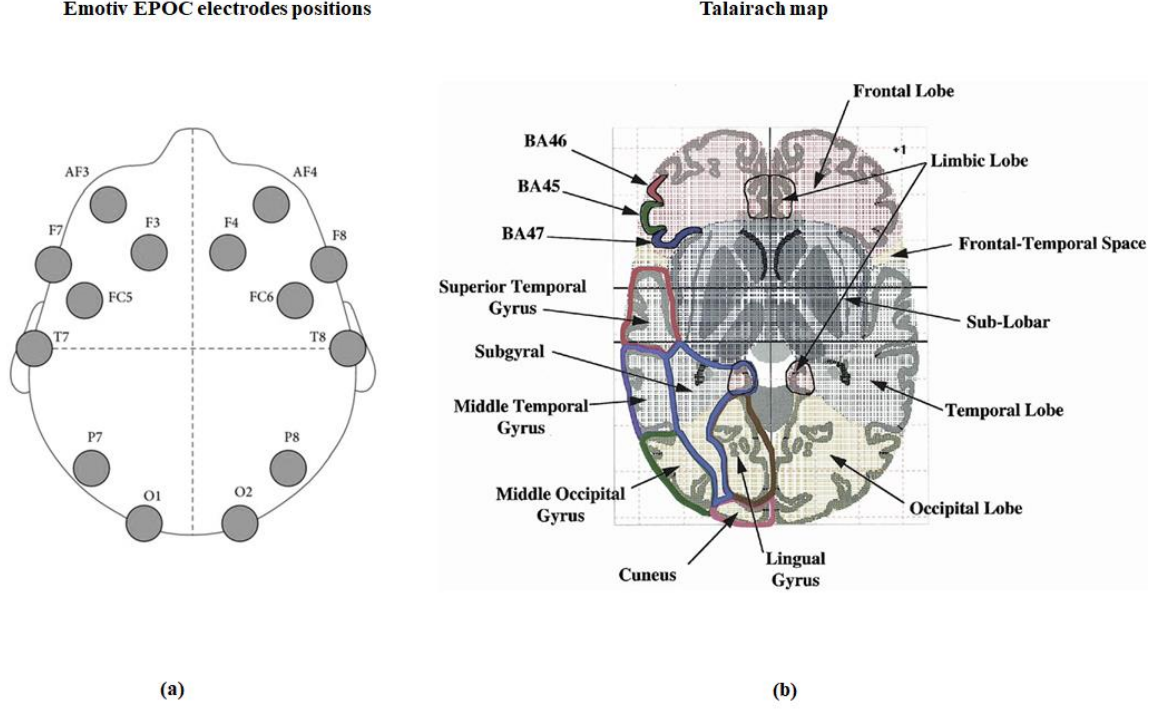 Emotiv EPOC electrodes positions
Talairach map
AF3
AF4
F3
F4
F7
F8
FC5
FC6
T7
T8
P7
P8
O1
O2
Frontal Lobe
+1
BA46
Limbic Lobe
BA45
BA47
Frontal-Temporal Space
Superior Temporal
Gyrus
Sub-Lobar
Subgyral
Middle Temporal
Gyrus
Temporal Lobe
Middle Occipital
Gyrus
Occipital Lobe
Cuneus
Lingual
Gyrus
(a)
(b)